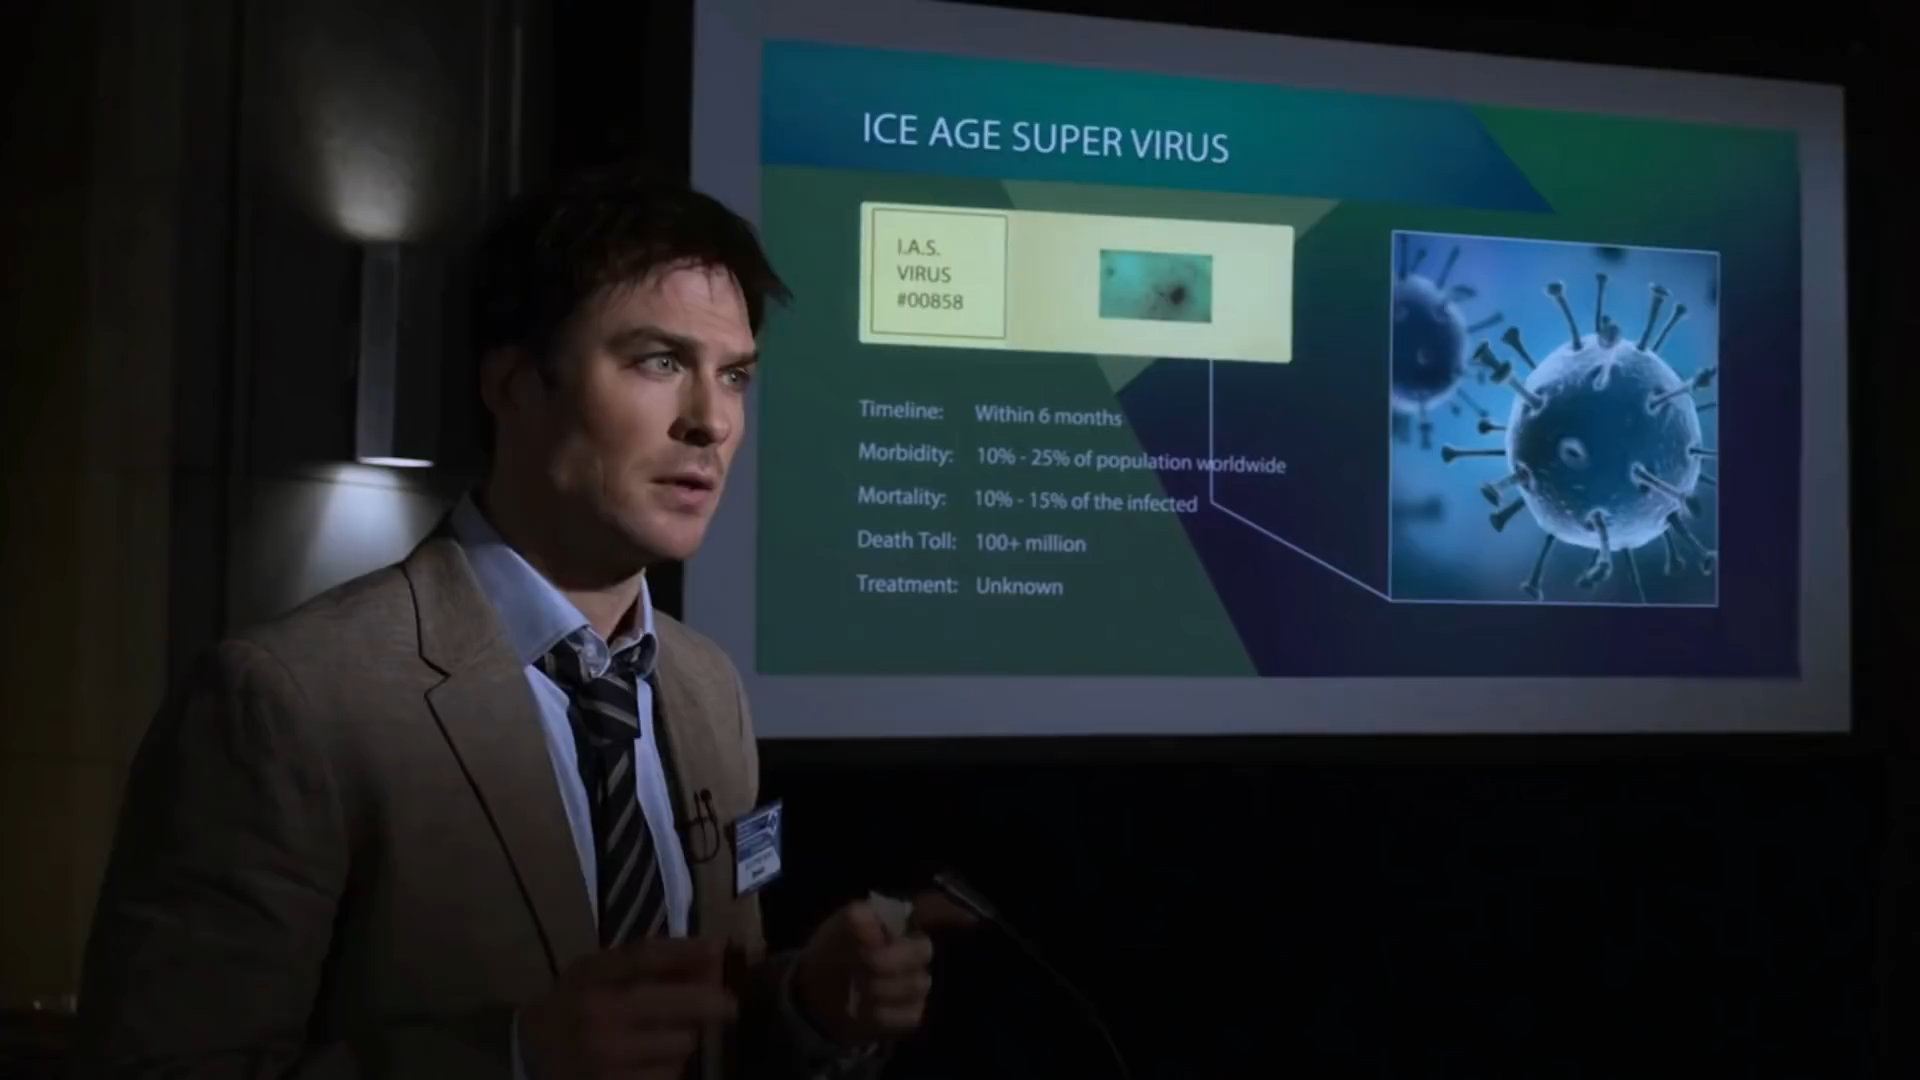 ICE AGE SUPER VIRUS
I.A.S.
VIRUS
#00858
Timeline: Within 6 months
Morbidity: 10% - 25% of population worldwide
Mortality: 10% - 15% of the infected
Death Toll: 100+ million
Treatment: Unknown